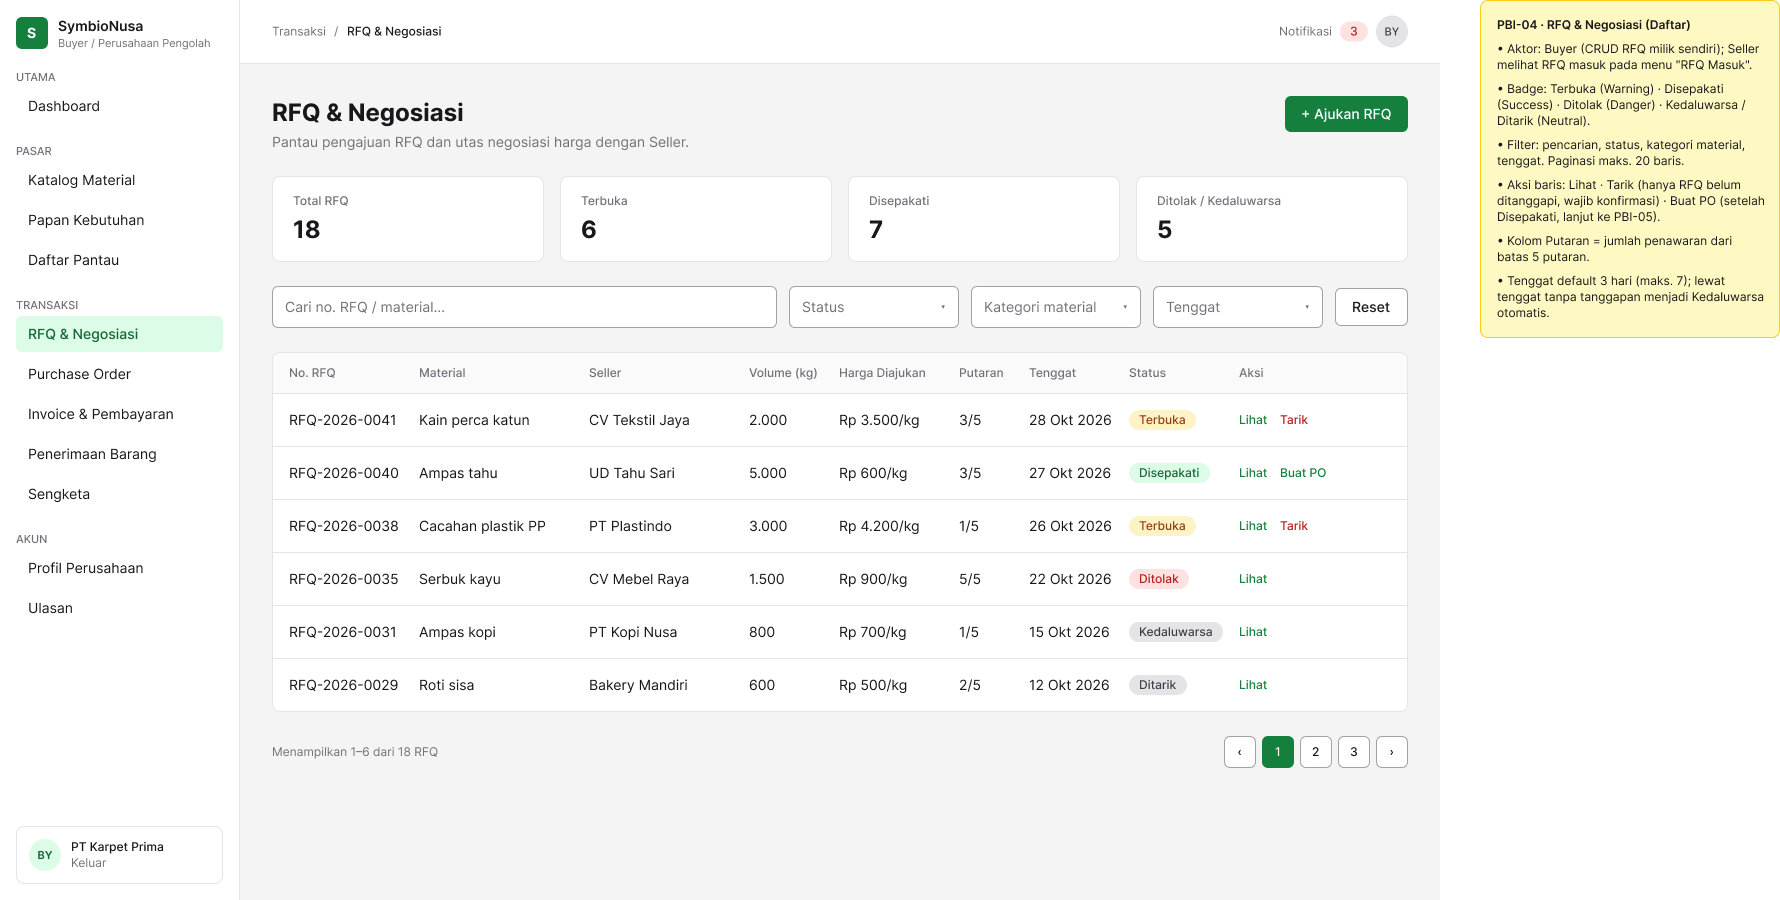 S
SymbioNusa
Buyer / Perusahaan Pengolah
UTAMA
Dashboard
PASAR
Katalog Material
Papan Kebutuhan
Daftar Pantau
TRANSAKSI
RFQ & Negosiasi
Purchase Order
Invoice & Pembayaran
Penerimaan Barang
Sengketa
AKUN
Profil Perusahaan
Ulasan
BY
PT Karpet Prima
Keluar
Transaksi / RFQ & Negosiasi
Notifikasi 3 BY
RFQ & Negosiasi
Pantau pengajuan RFQ dan utas negosiasi harga dengan Seller.
+ Ajukan RFQ
Total RFQ
18
Terbuka
6
Disepakati
7
Ditolak / Kedaluwarsa
5
Cari no. RFQ / material... Status Kategori material Tenggat Reset
No. RFQ Material Seller Volume (kg) Harga Diajukan Putaran Tenggat Status Aksi
RFQ-2026-0041 Kain perca katun CV Tekstil Jaya 2.000 Rp 3.500/kg 3/5 28 Okt 2026 Terbuka Lihat Tarik
RFQ-2026-0040 Ampas tahu UD Tahu Sari 5.000 Rp 600/kg 3/5 27 Okt 2026 Disepakati Lihat Buat PO
RFQ-2026-0038 Cacahan plastik PP PT Plastindo 3.000 Rp 4.200/kg 1/5 26 Okt 2026 Terbuka Lihat Tarik
RFQ-2026-0035 Serbuk kayu CV Mebel Raya 1.500 Rp 900/kg 5/5 22 Okt 2026 Ditolak Lihat
RFQ-2026-0031 Ampas kopi PT Kopi Nusa 800 Rp 700/kg 1/5 15 Okt 2026 Kedaluwarsa Lihat
RFQ-2026-0029 Roti sisa Bakery Mandiri 600 Rp 500/kg 2/5 12 Okt 2026 Ditarik Lihat
Menampilkan 1–6 dari 18 RFQ
‹ 1 2 3 ›
PBI-04 · RFQ & Negosiasi (Daftar)
• Aktor: Buyer (CRUD RFQ milik sendiri); Seller
melihat RFQ masuk pada menu "RFQ Masuk".
• Badge: Terbuka (Warning) · Disepakati
(Success) · Ditolak (Danger) · Kedaluwarsa /
Ditarik (Neutral).
• Filter: pencarian, status, kategori material,
tenggat. Paginasi maks. 20 baris.
• Aksi baris: Lihat · Tarik (hanya RFQ belum
ditanggapi, wajib konfirmasi) · Buat PO (setelah
Disepakati, lanjut ke PBI-05).
• Kolom Putaran = jumlah penawaran dari
batas 5 putaran.
• Tenggat default 3 hari (maks. 7); lewat
tenggat tanpa tanggapan menjadi Kedaluwarsa
otomatis.